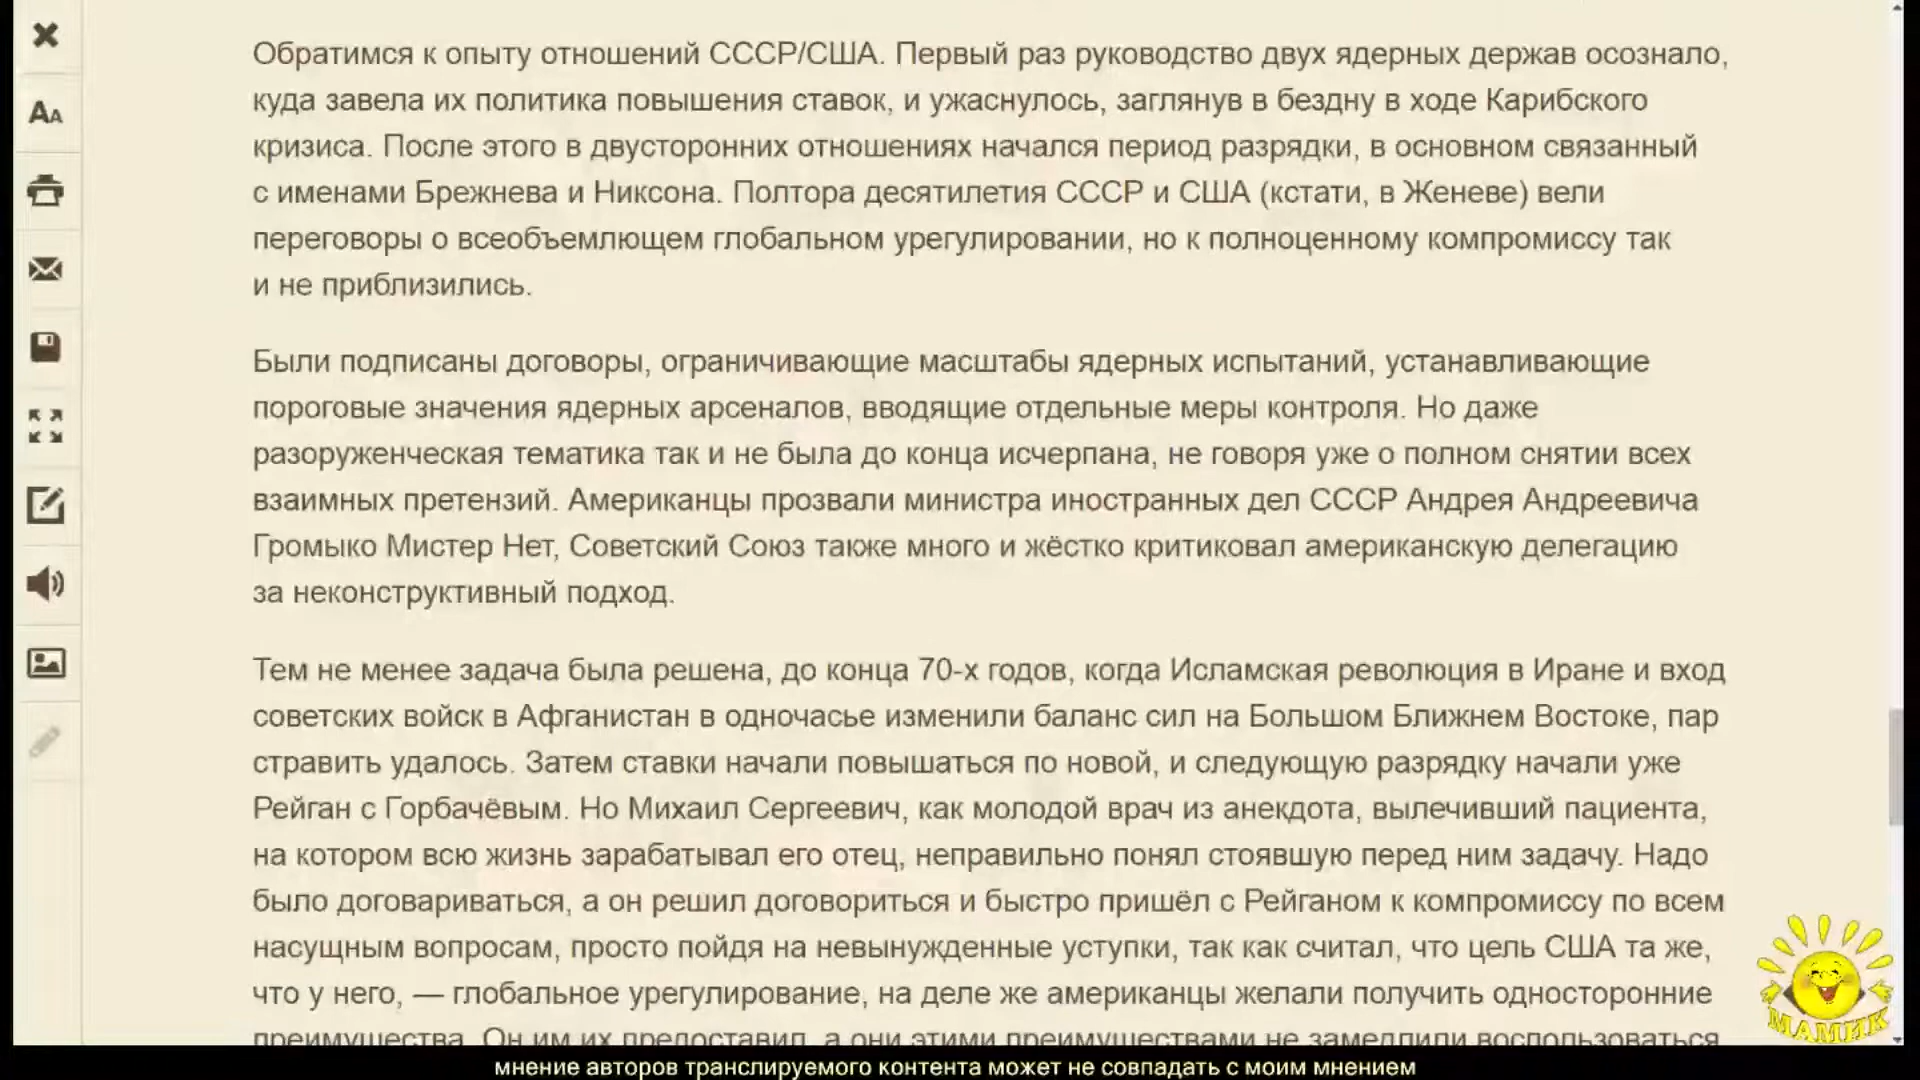 Обратимся к опыту отношений СССР/США. Первый раз руководство двух ядерных держав осознало,
куда завела их политика повышения ставок, и ужаснулось, заглянув в бездну в ходе Карибского
кризиса. После этого в двусторонних отношениях начался период разрядки, в основном связанный
с именами Брежнева и Никсона. Полтора десятилетия СССР и США (кстати, в Женеве) вели
переговоры о всеобъемлющем глобальном урегулировании, но к полноценному компромиссу так
и не приблизились.
Были подписаны договоры, ограничивающие масштабы ядерных испытаний, устанавливающие
пороговые значения ядерных арсеналов, вводящие отдельные меры контроля. Но даже
разоруженческая тематика так и не была до конца исчерпана, не говоря уже о полном снятии всех
взаимных претензий. Американцы прозвали министра иностранных дел СССР Андрея Андреевича
Громыко Мистер Нет, Советский Союз также много и жёстко критиковал американскую делегацию
за неконструктивный подход.
Тем не менее задача была решена, до конца 70-х годов, когда Исламская революция в Иране и вход
советских войск в Афганистан в одночасье изменили баланс сил на Большом Ближнем Востоке, пар
стравить удалось. Затем ставки начали повышаться по новой, и следующую разрядку начали уже
Рейган с Горбачёвым. Но Михаил Сергеевич, как молодой врач из анекдота, вылечивший пациента,
на котором всю жизнь зарабатывал его отец, неправильно понял стоявшую перед ним задачу. Надо
было договариваться, а он решил договориться и быстро пришёл с Рейганом к компромиссу по всем
насущным вопросам, просто пойдя на невынужденные уступки, так как считал, что цель США та же,
что у него, — глобальное урегулирование, на деле же американцы желали получить односторонние
преимущества. Он им их предоставил, а они этими преимуществами не замедлили воспользоваться
МАМИК
мнение авторов транслируемого контента может не совпадать с моим мнением